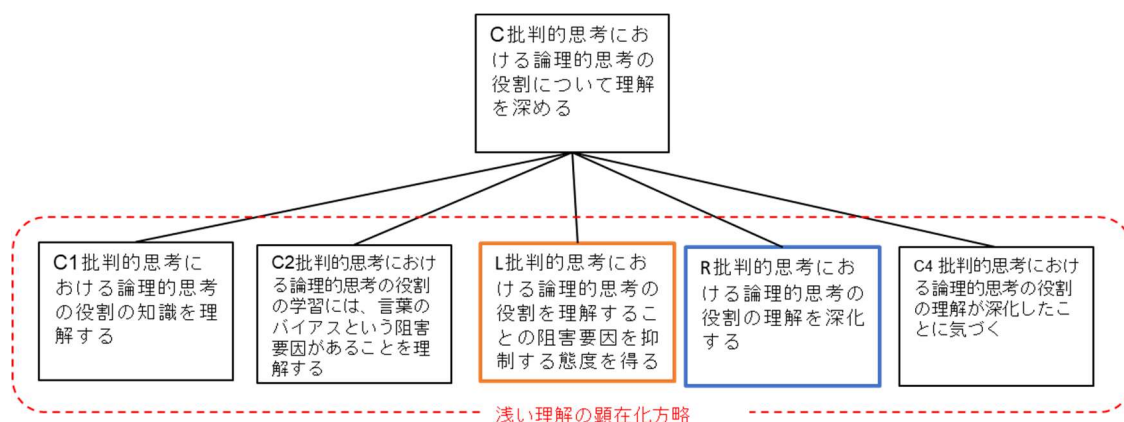 C批判的思考にお
ける論理的思考の
役割について理解
を深める
C1批判的思考に
おける論理的思考
の役割の知識を理
解する
C2批判的思考におけ
る論理的思考の役割
の学習には、言葉の
バイアスという阻害
要因があることを理
解する
L批判的思考にお
ける論理的思考の
役割を理解するこ
との阻害要因を抑
制する態度を得る
R批判的思考にお
ける論理的思考の
役割の理解を深化
する
C4 批判的思考におけ
る論理的思考の役割
の理解が深化したこ
とに気づく
浅い理解の顕在化方略